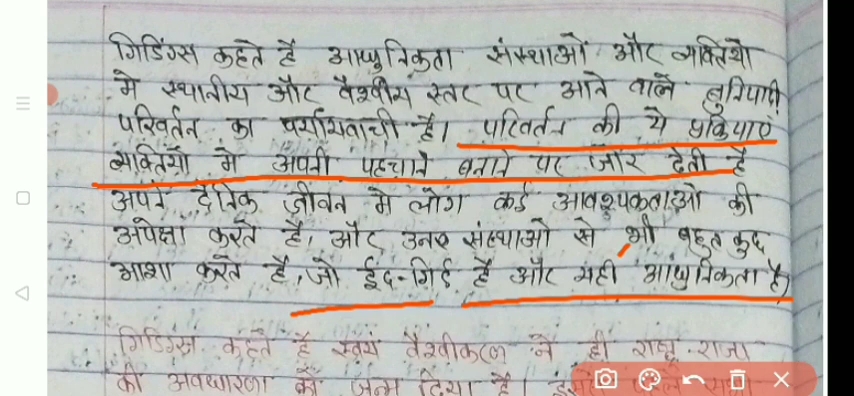 गिडिंग्स कहते है आधुनिकता संस्थाओं और व्यक्तियो
मे स्थानीय और वैश्वीय स्तर पर आने वाले बुनियादी
परिवर्तन का पर्यायवाची है। परिवर्तन की ये प्रक्रियाएं
व्यक्तियो मे अपनी पहचान बनाने पर जोर देती है
अपने दैनिक जीवन मे लोग कई आवश्यकताओ की
अपेक्षा करते है, और उनए संस्थाओ से भी बहुत कुछ
आशा करते है, जो ईद-गिर्द है और यही आधुनिकता है।
गिडिंग्स कहते है स्वयं वैश्वीकरण ने ही राष्ट्र-राज्य
की अवधारणा को जन्म दिया है।